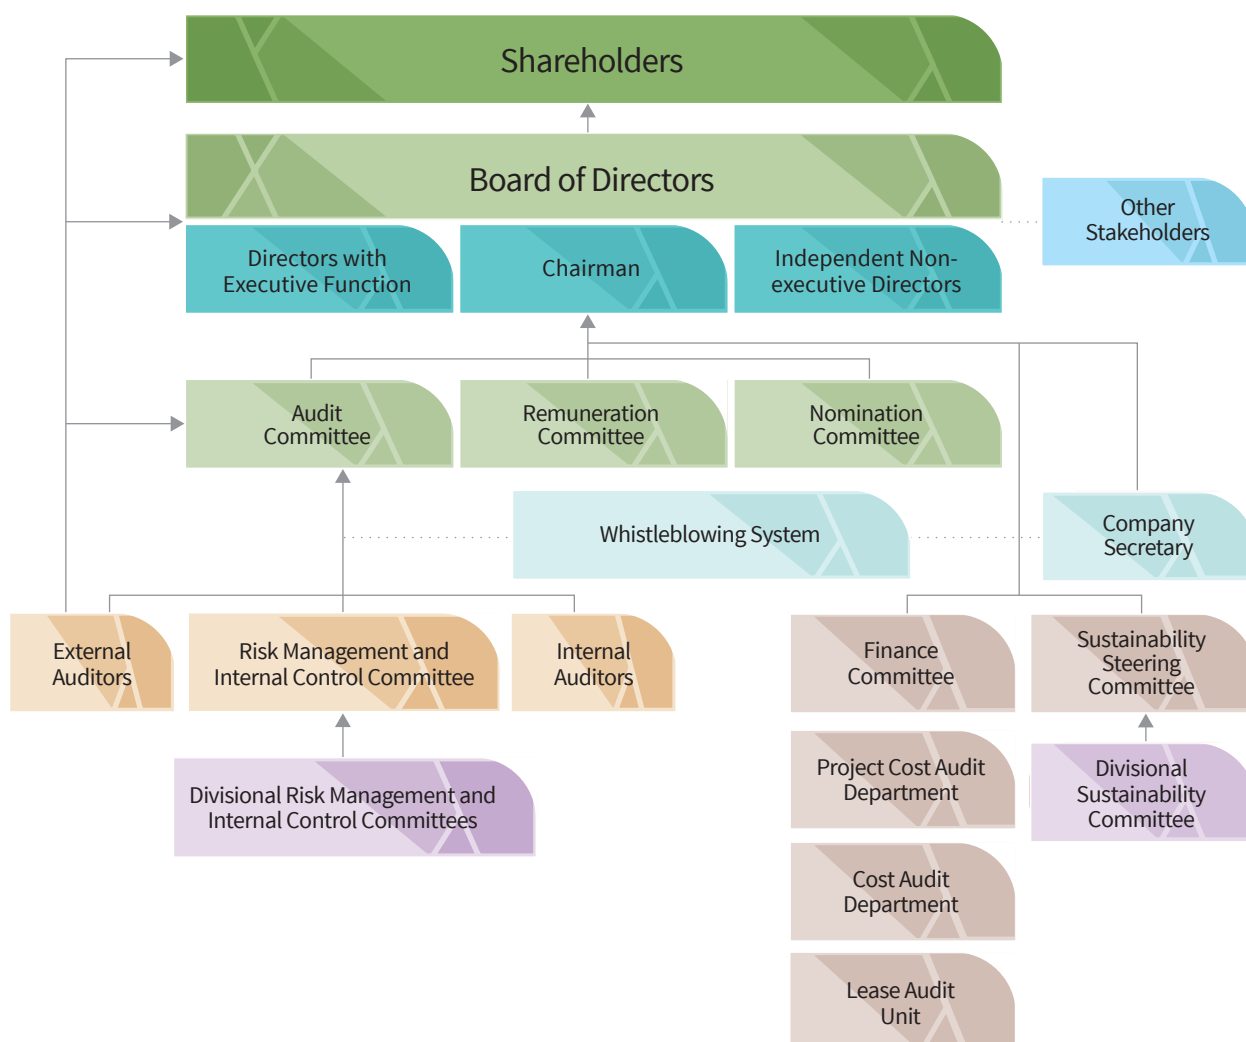 Shareholders
Board of Directors
Other
Stakeholders
Directors with
Executive Function
Chairman
Independent Non-
executive Directors
Audit
Committee
Remuneration
Committee
Nomination
Committee
Whistleblowing System
Company
Secretary
External
Auditors
Risk Management and
Internal Control Committee
Internal
Auditors
Finance
Committee
Sustainability
Steering
Committee
Divisional Risk Management and
Internal Control Committees
Project Cost Audit
Department
Divisional
Sustainability
Committee
Cost Audit
Department
Lease Audit
Unit